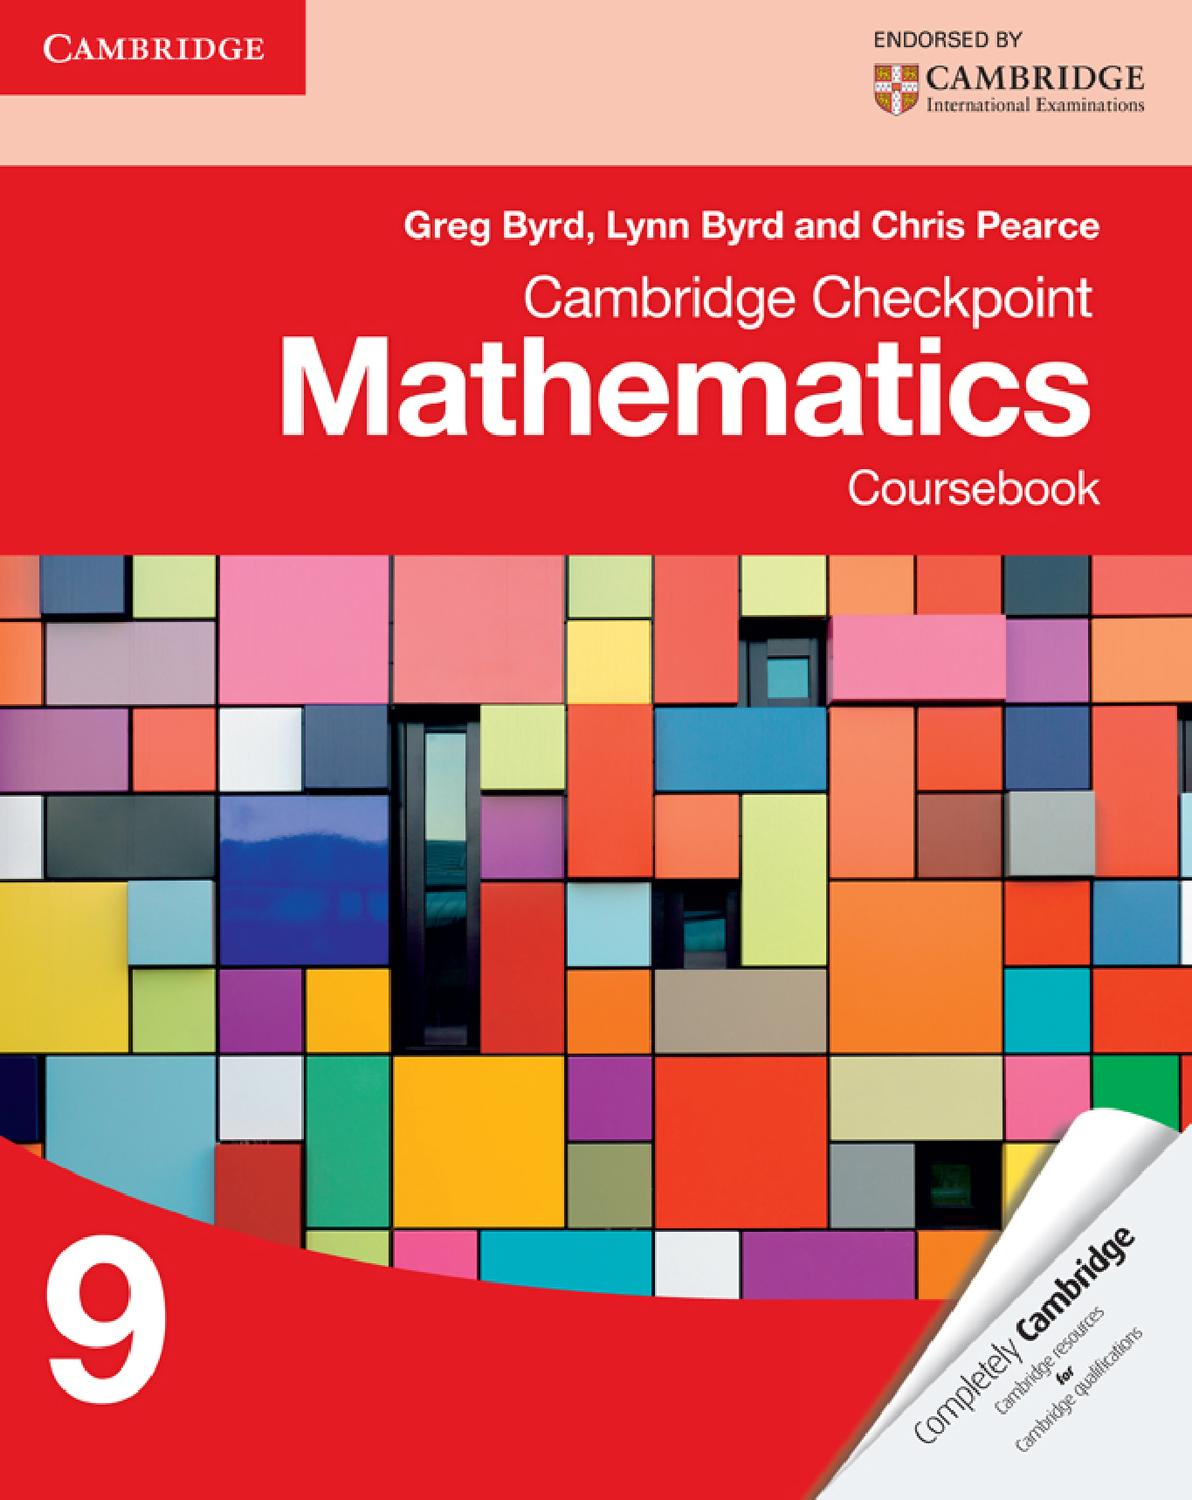 CAMBRIDGE
ENDORSED BY
CAMBRIDGE
International Examinations
Greg Byrd, Lynn Byrd and Chris Pearce
Cambridge Checkpoint
Mathematics
Coursebook
9
Completely Cambridge
Cambridge resources
for
Cambridge qualifications